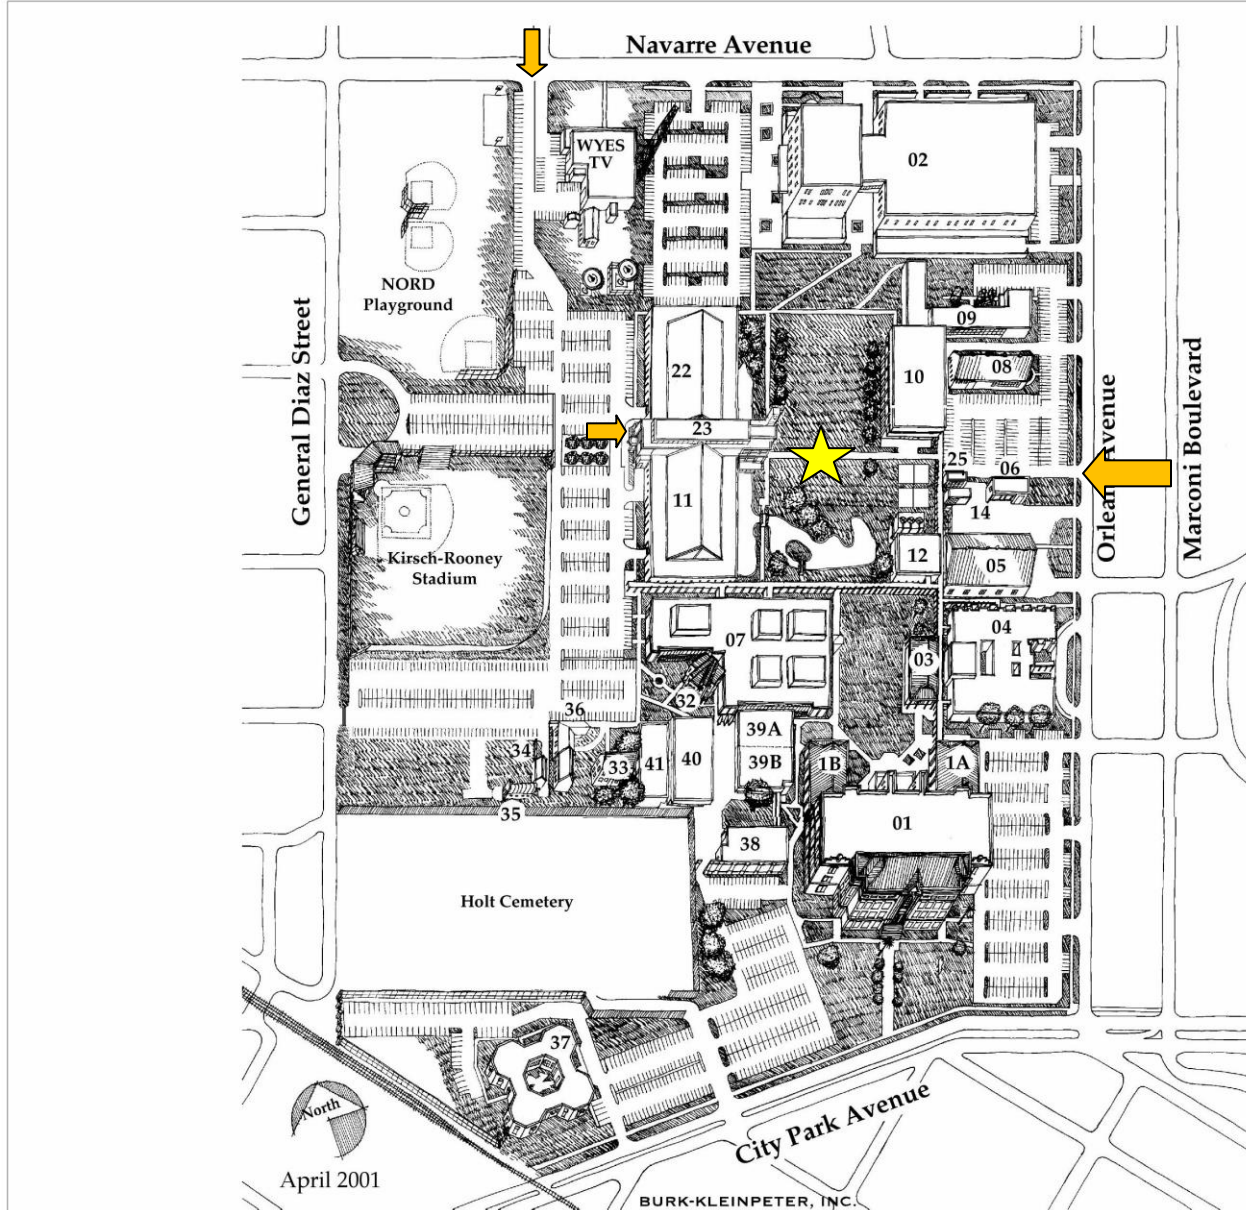 Navarre Avenue
WYES
TV
02
NORD
Playground
General Diaz Street
09
08
22
10
23
Orlean
Avenue
Marconi Boulevard
25
06
11
14
Kirsch-Rooney
Stadium
12
05
07
04
03
32
36
39A
34
40
1B
1A
33
41
39B
35
01
38
Holt Cemetery
37
North
City Park Avenue
April 2001
BURK-KLEINPETER, INC.